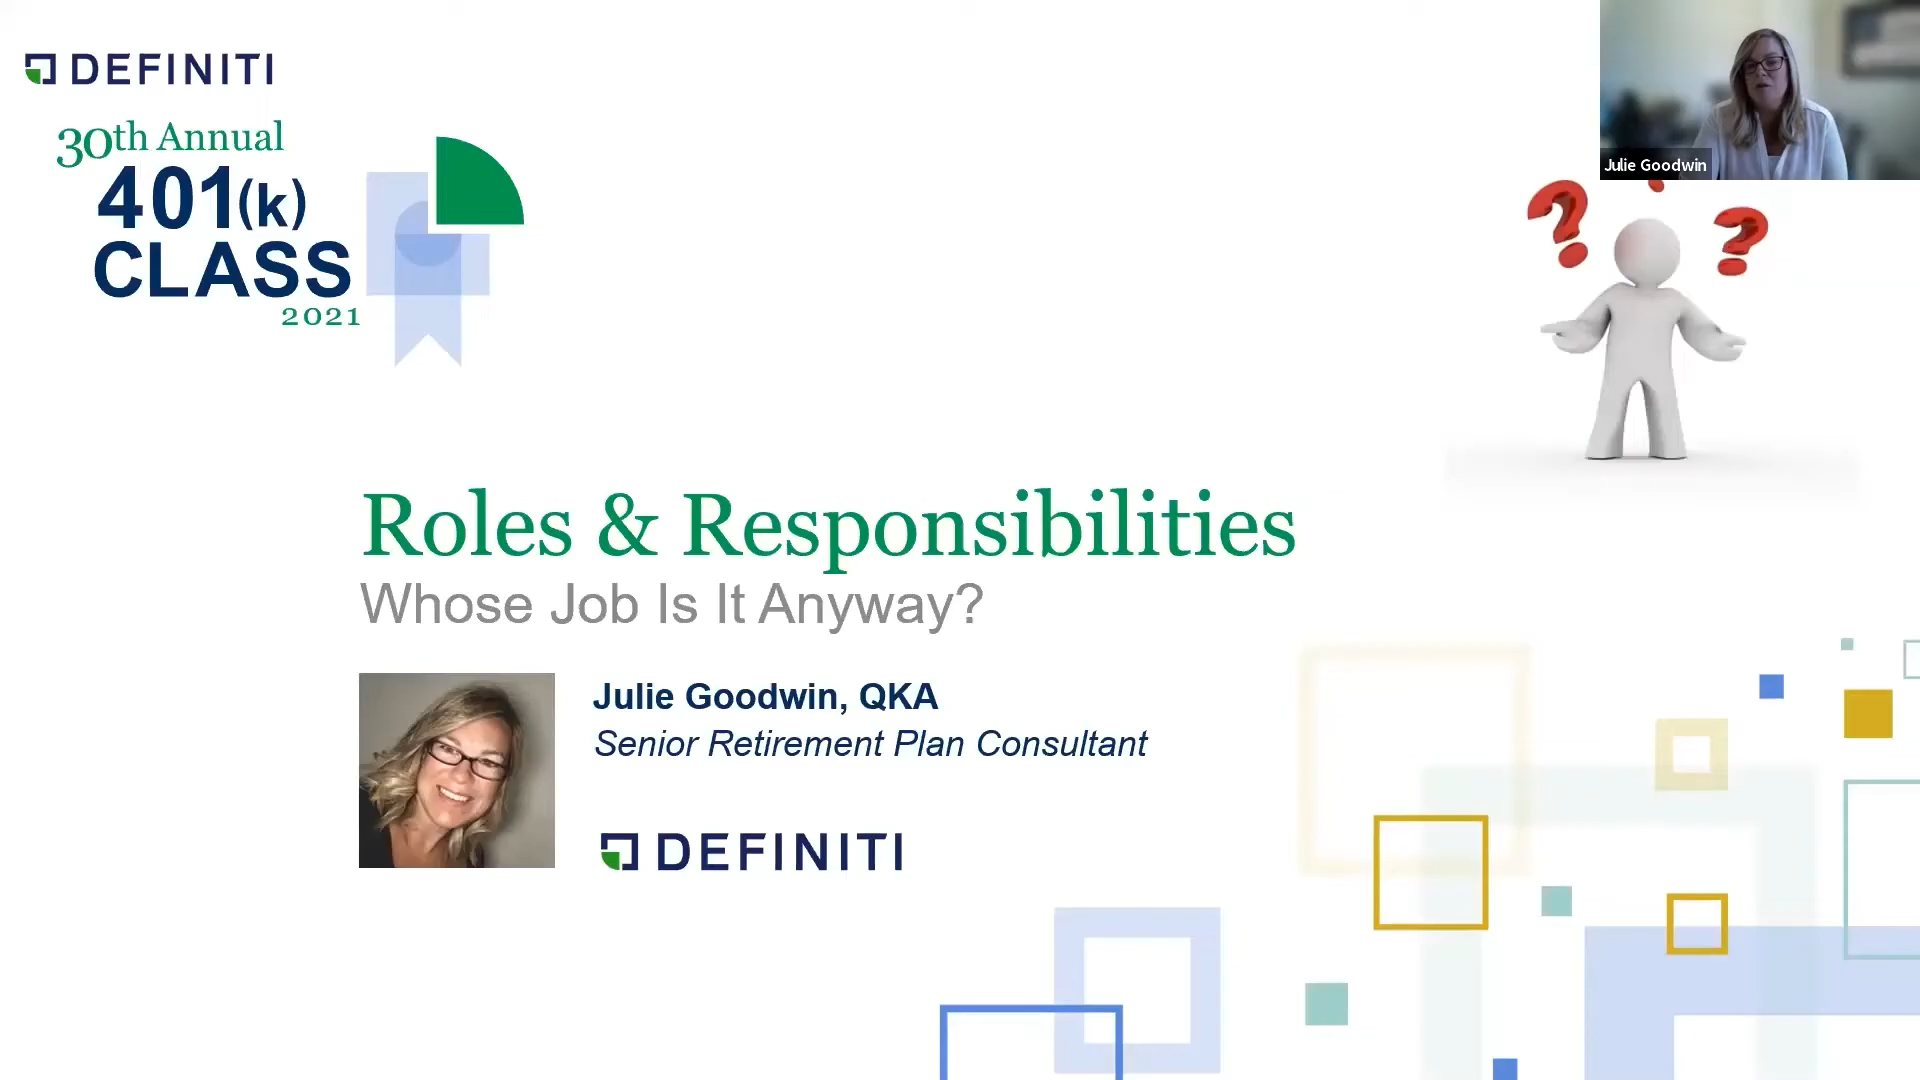 DEFINITI
30th Annual
401(k)
CLASS
2021
Julie Goodwin
? ?
Roles & Responsibilities
Whose Job Is It Anyway?
Julie Goodwin, QKA
Senior Retirement Plan Consultant
DEFINITI